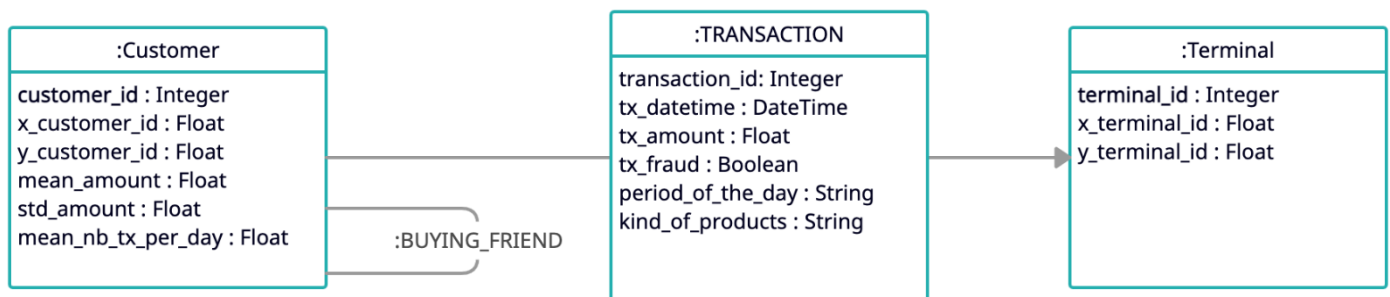 :Customer
customer_id : Integer
x_customer_id : Float
y_customer_id : Float
mean_amount : Float
std_amount : Float
mean_nb_tx_per_day : Float
:BUYING_FRIEND
:TRANSACTION
transaction_id: Integer
tx_datetime : DateTime
tx_amount : Float
tx_fraud : Boolean
period_of_the_day : String
kind_of_products : String
:Terminal
terminal_id : Integer
x_terminal_id : Float
y_terminal_id : Float